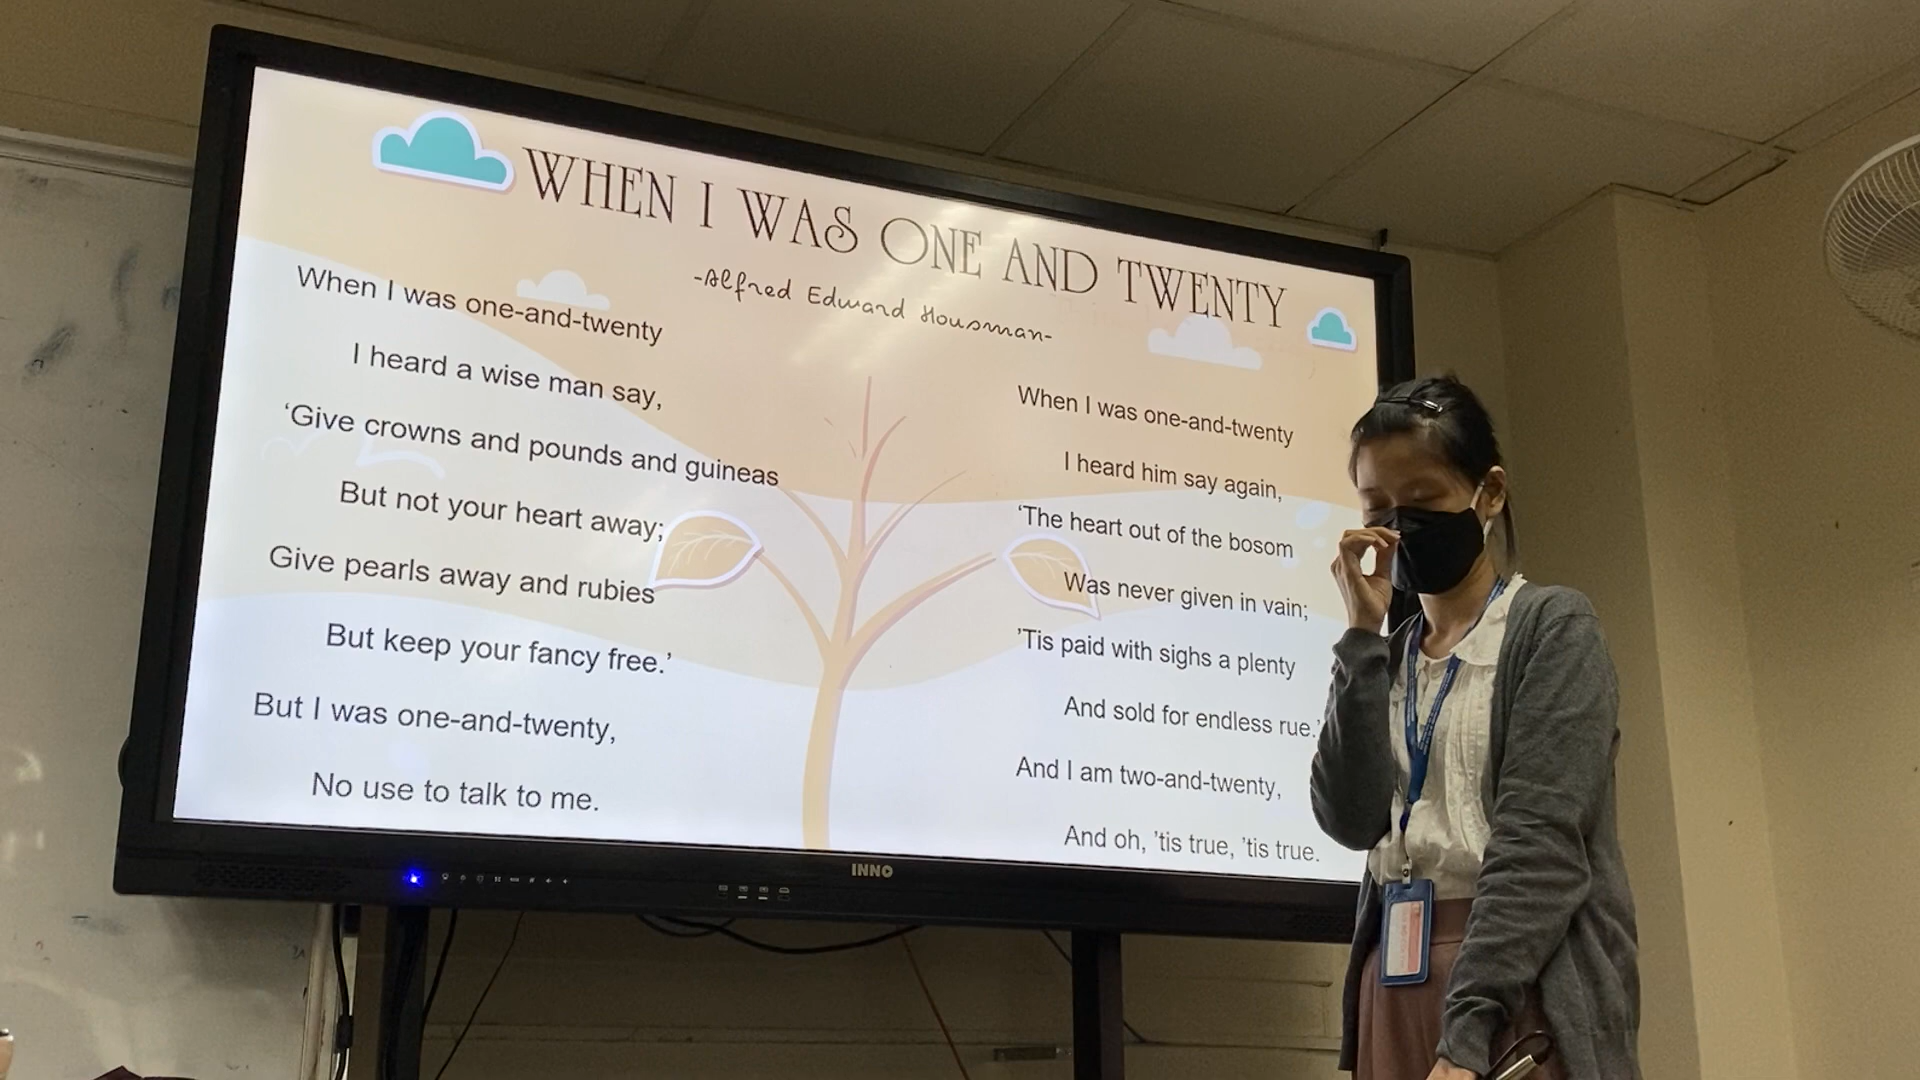 WHEN I WAS ONE AND TWENTY
-Alfred Edward Housman-
When I was one-and-twenty
I heard a wise man say,
‘Give crowns and pounds and guineas
But not your heart away;
Give pearls away and rubies
But keep your fancy free.’
But I was one-and-twenty,
No use to talk to me.
When I was one-and-twenty
I heard him say again,
‘The heart out of the bosom
Was never given in vain;
’Tis paid with sighs a plenty
And sold for endless rue.’
And I am two-and-twenty,
And oh, ’tis true, ’tis true.
INNO